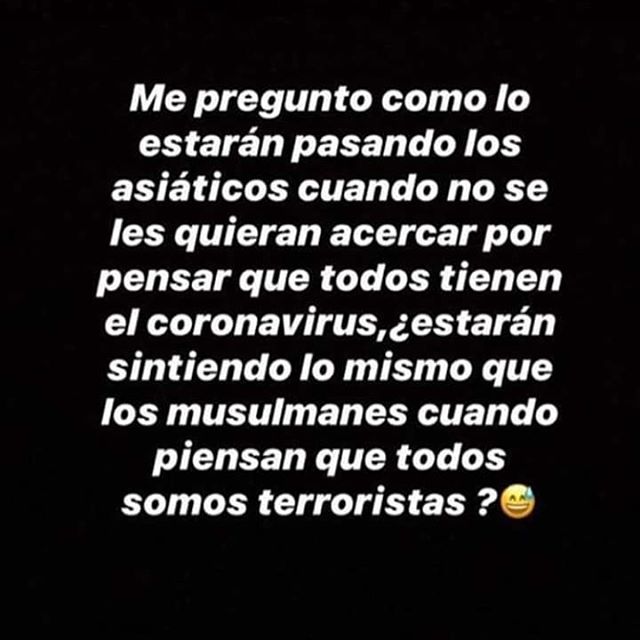 Me pregunto como lo
estarán pasando los
asiáticos cuando no se
les quieran acercar por
pensar que todos tienen
el coronavirus,¿estarán
sintiendo lo mismo que
los musulmanes cuando
piensan que todos
somos terroristas ?😅